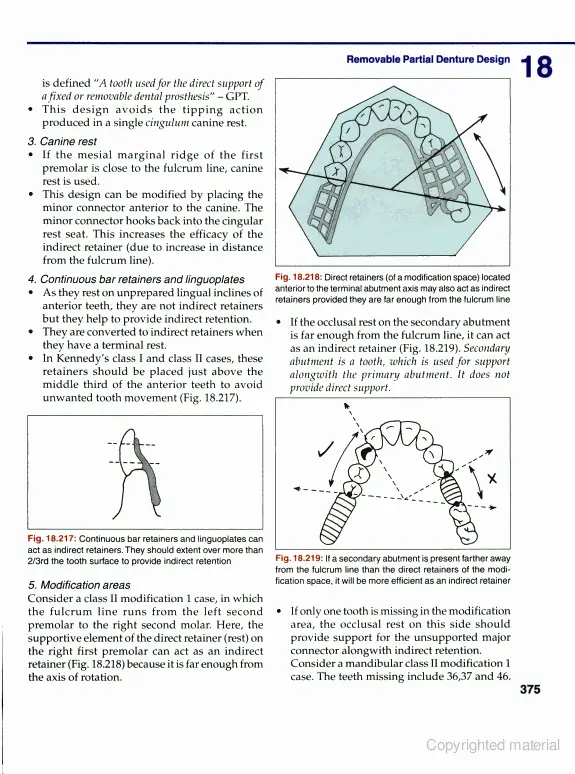 Removable Partial Denture Design
18
is defined "A tooth used for the direct support of
a fixed or removable dental prosthesis" – GPT.
• This design avoids the tipping action
produced in a single cingulum canine rest.
3. Canine rest
• If the mesial marginal ridge of the first
premolar is close to the fulcrum line, canine
rest is used.
• This design can be modified by placing the
minor connector anterior to the canine. The
minor connector hooks back into the cingular
rest seat. This increases the efficacy of the
indirect retainer (due to increase in distance
from the fulcrum line).
4. Continuous bar retainers and linguoplates
• As they rest on unprepared lingual inclines of
anterior teeth, they are not indirect retainers
but they help to provide indirect retention.
• They are converted to indirect retainers when
they have a terminal rest.
• In Kennedy's class I and class II cases, these
retainers should be placed just above the
middle third of the anterior teeth to avoid
unwanted tooth movement (Fig. 18.217).
Fig. 18.217: Continuous bar retainers and linguoplates can
act as indirect retainers. They should extent over more than
2/3rd the tooth surface to provide indirect retention
5. Modification areas
Consider a class II modification 1 case, in which
the fulcrum line runs from the left second
premolar to the right second molar. Here, the
supportive element of the direct retainer (rest) on
the right first premolar can act as an indirect
retainer (Fig. 18.218) because it is far enough from
the axis of rotation.
Fig. 18.218: Direct retainers (of a modification space) located
anterior to the terminal abutment axis may also act as indirect
retainers provided they are far enough from the fulcrum line
• If the occlusal rest on the secondary abutment
is far enough from the fulcrum line, it can act
as an indirect retainer (Fig. 18.219). Secondary
abutment is a tooth, which is used for support
alongwith the primary abutment. It does not
provide direct support.
Fig. 18.219: If a secondary abutment is present farther away
from the fulcrum line than the direct retainers of the modi-
fication space, it will be more efficient as an indirect retainer
• If only one tooth is missing in the modification
area, the occlusal rest on this side should
provide support for the unsupported major
connector alongwith indirect retention.
Consider a mandibular class II modification 1
case. The teeth missing include 36,37 and 46.
375
Copyrighted material